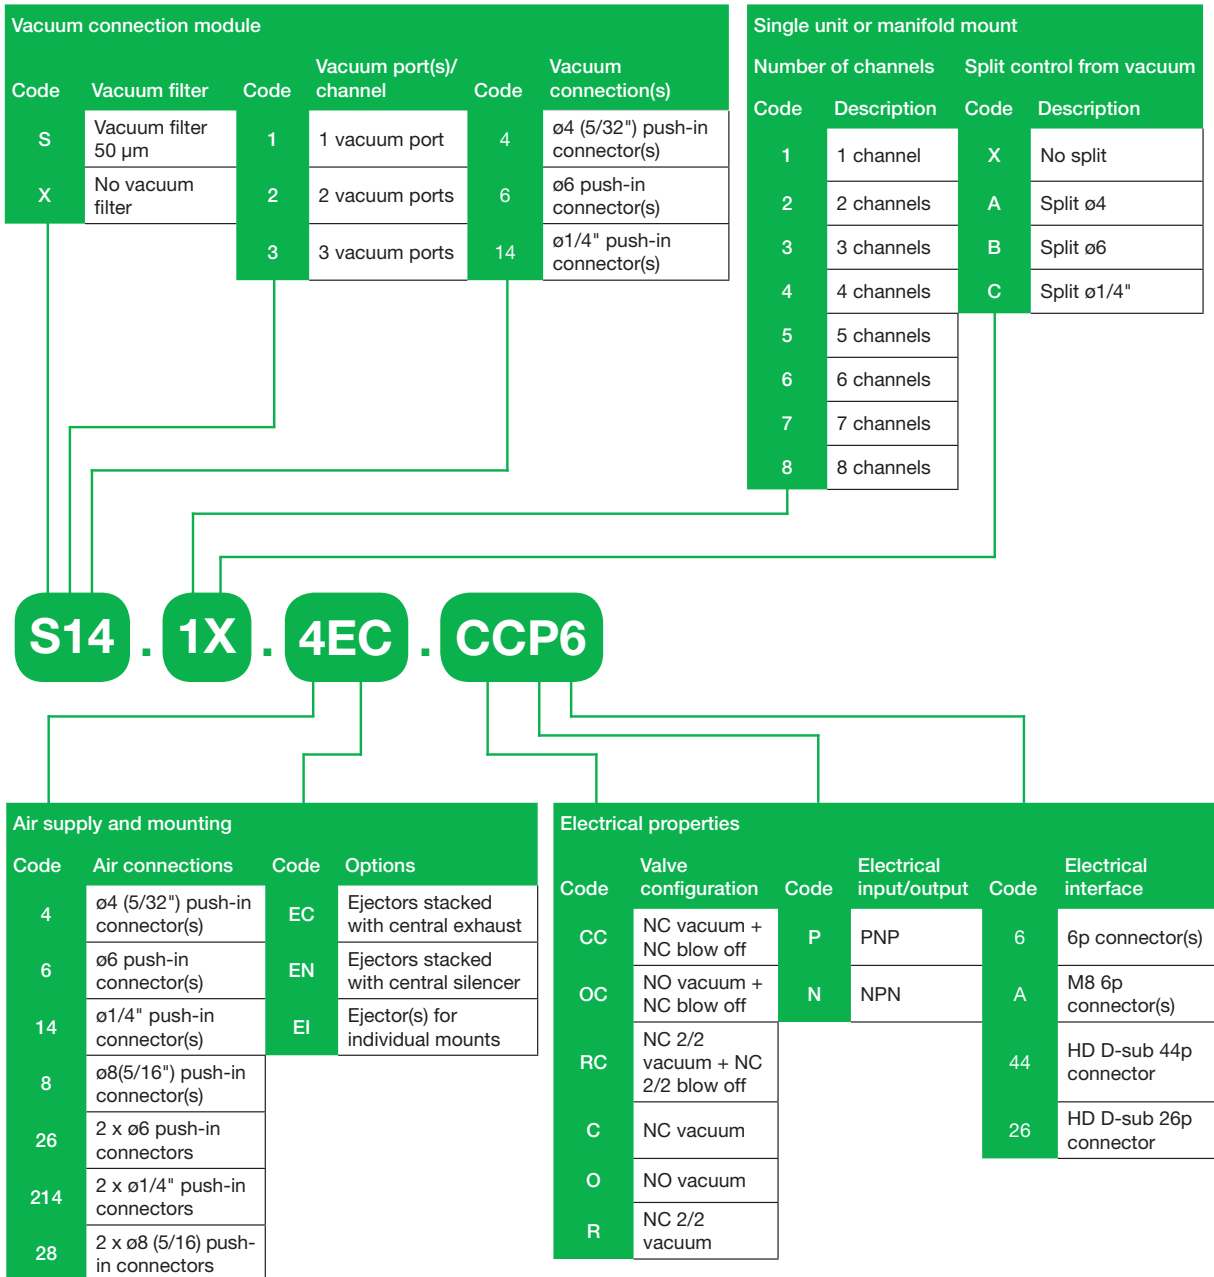 Vacuum connection module
Code
Vacuum filter
Code
Vacuum port(s)/
channel
Code
Vacuum
connection(s)
S
Vacuum filter
50 µm
1
1 vacuum port
4
ø4 (5/32") push-in
connector(s)
X
No vacuum
filter
2
2 vacuum ports
6
ø6 push-in
connector(s)
3
3 vacuum ports
14
ø1/4" push-in
connector(s)
Single unit or manifold mount
Number of channels
Split control from vacuum
Code
Description
Code
Description
1
1 channel
X
No split
2
2 channels
A
Split ø4
3
3 channels
B
Split ø6
4
4 channels
C
Split ø1/4"
5
5 channels
6
6 channels
7
7 channels
8
8 channels
S14 . 1X . 4EC . CCP6
Air supply and mounting
Code
Air connections
Code
Options
4
ø4 (5/32") push-in
connector(s)
EC
Ejectors stacked
with central exhaust
6
ø6 push-in
connector(s)
EN
Ejectors stacked
with central silencer
14
ø1/4" push-in
connector(s)
EI
Ejector(s) for
individual mounts
8
ø8(5/16") push-in
connector(s)
26
2 x ø6 push-in
connectors
214
2 x ø1/4" push-in
connectors
28
2 x ø8 (5/16) push-
in connectors
Electrical properties
Code
Valve
configuration
Code
Electrical
input/output
Code
Electrical
interface
CC
NC vacuum +
NC blow off
P
PNP
6
6p connector(s)
OC
NO vacuum +
NC blow off
N
NPN
A
M8 6p
connector(s)
RC
NC 2/2
vacuum + NC
2/2 blow off
44
HD D-sub 44p
connector
C
NC vacuum
26
HD D-sub 26p
connector
O
NO vacuum
R
NC 2/2
vacuum